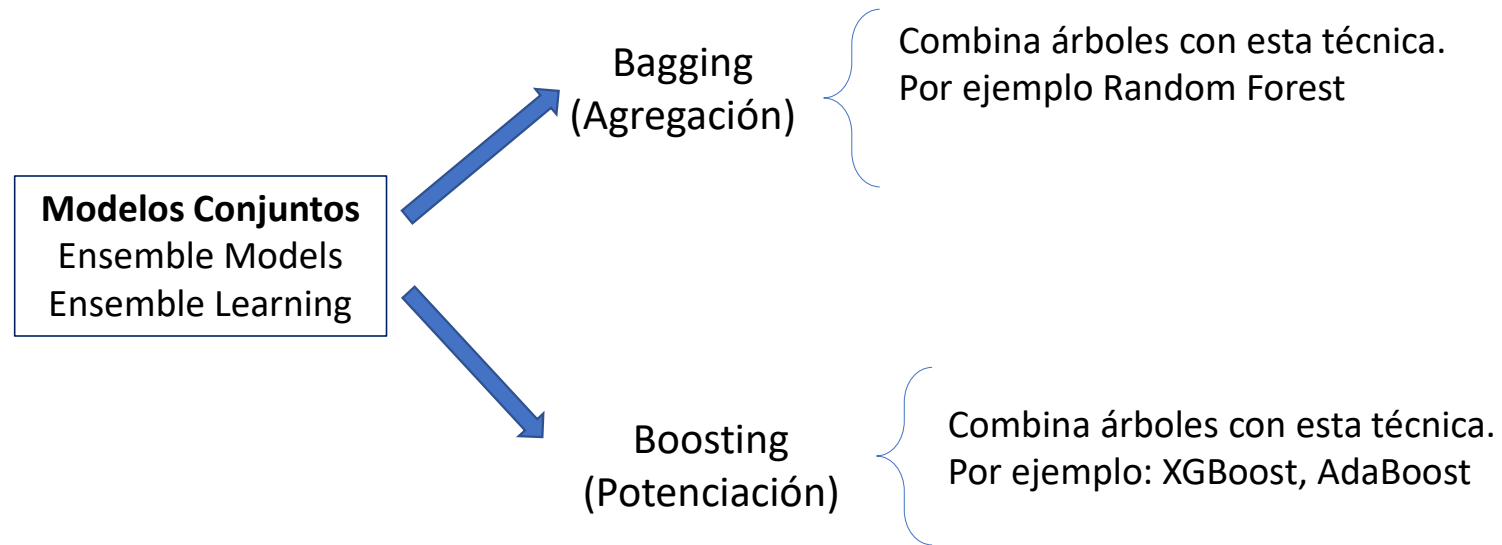 Modelos Conjuntos
Ensemble Models
Ensemble Learning
Bagging
(Agregación)
Combina árboles con esta técnica.
Por ejemplo Random Forest
Boosting
(Potenciación)
Combina árboles con esta técnica.
Por ejemplo: XGBoost, AdaBoost